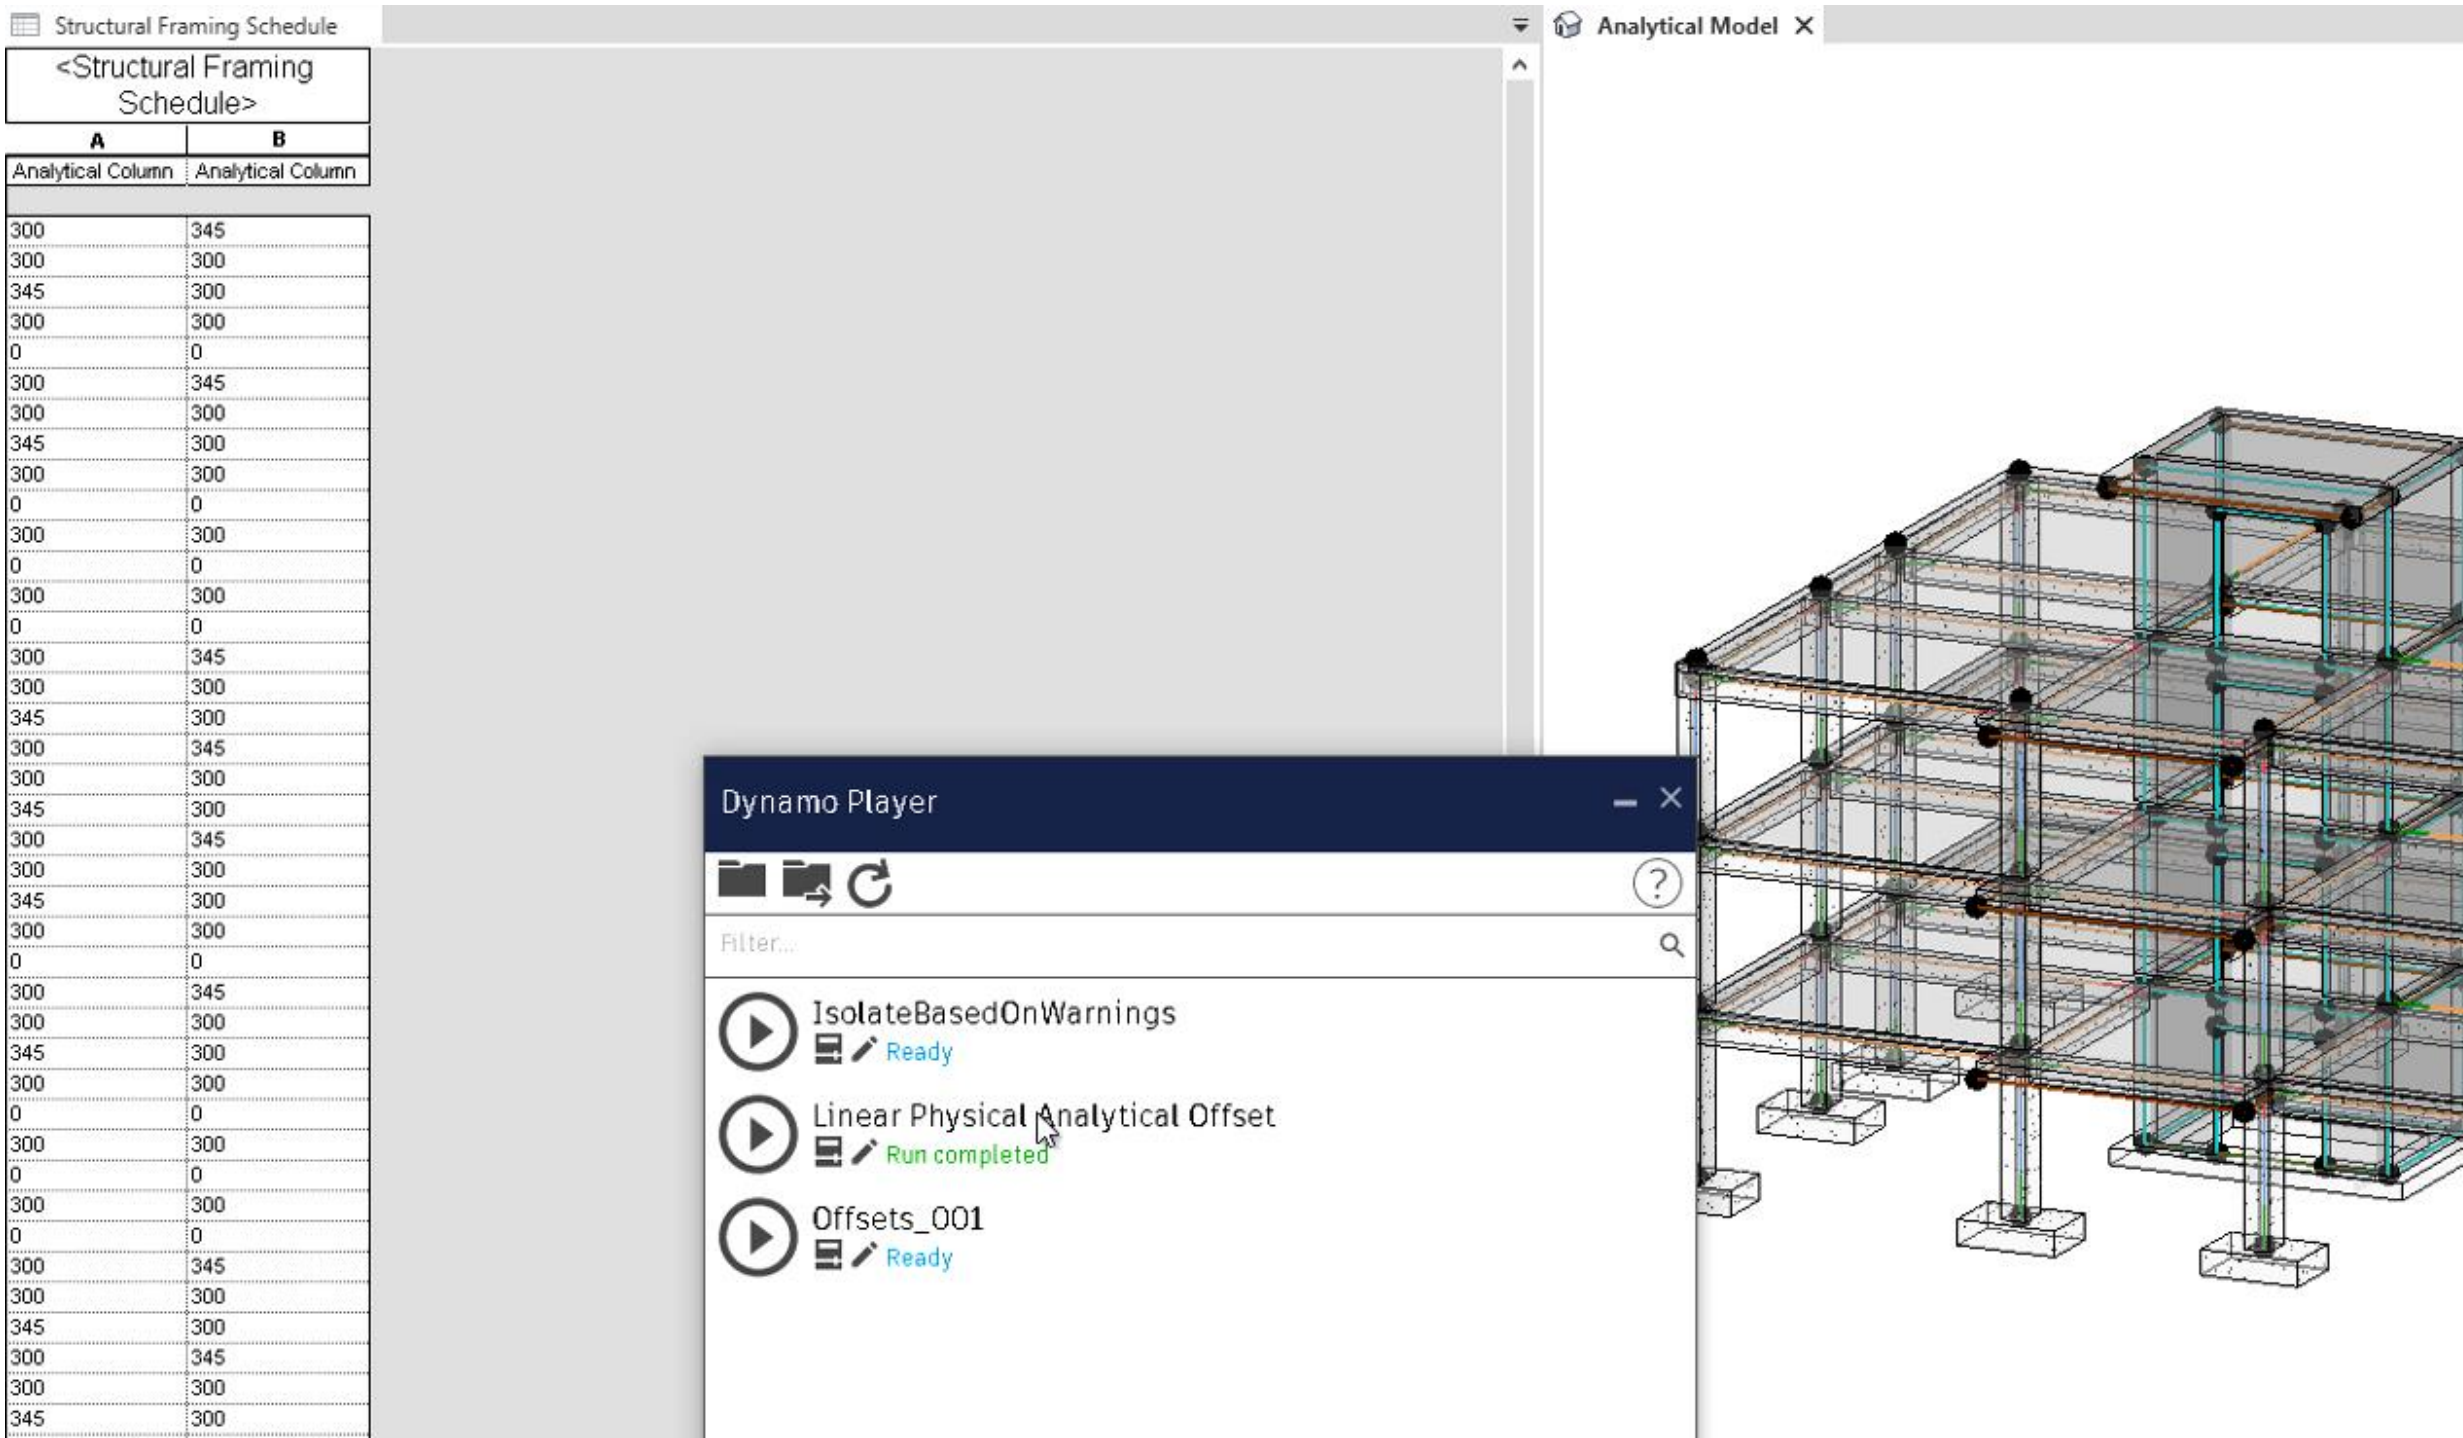 Structural Framing Schedule
<Structural Framing
Schedule>
A B
Analytical Column Analytical Column
300 345
300 300
345 300
300 300
0 0
300 345
300 300
345 300
300 300
0 0
300 300
0 0
300 300
0 0
300 345
300 300
345 300
300 345
300 300
345 300
300 345
300 300
345 300
300 300
0 0
300 345
300 300
345 300
300 300
0 0
300 300
0 0
300 300
0 0
300 345
300 300
345 300
300 345
300 300
345 300
Analytical Model
Dynamo Player
?
Filter...
IsolateBasedOnWarnings
Ready
Linear Physical Analytical Offset
Run completed
Offsets_001
Ready